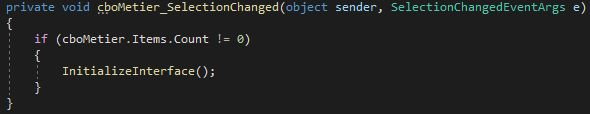 private void cboMetier_SelectionChanged(object sender, SelectionChangedEventArgs e)
{
    if (cboMetier.Items.Count != 0)
    {
        InitializeInterface();
    }
}